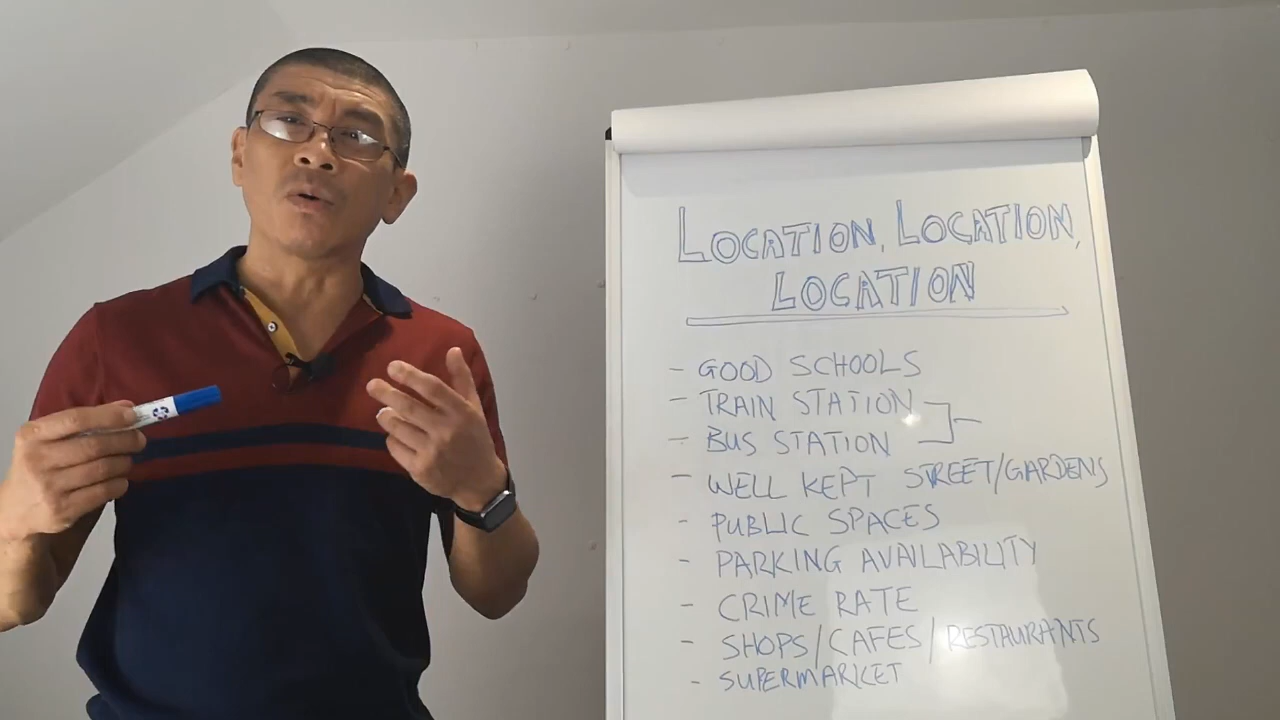 LOCATION, LOCATION,
LOCATION
- GOOD SCHOOLS
- TRAIN STATION
- BUS STATION
- WELL KEPT STREET/GARDENS
- PUBLIC SPACES
- PARKING AVAILABILITY
- CRIME RATE
- SHOPS/CAFES/RESTAURANTS
- SUPERMARKET